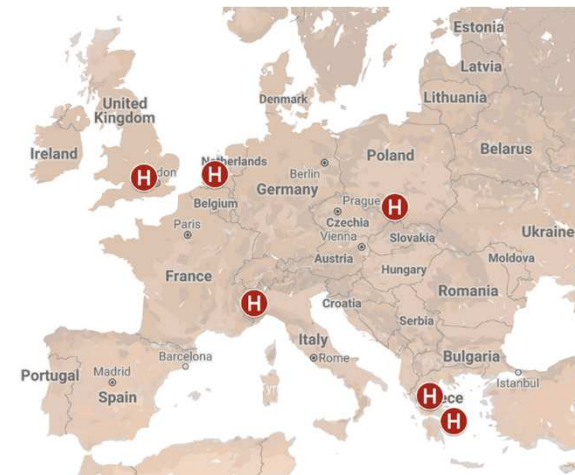 Estonia
Latvia
Lithuania
Denmark
United
Kingdom
Ireland
Belarus
Poland
Netherlands
Berlin
H
H
Germany
Belgium
Prague
H
Czechia
Paris
Vienna
Slovakia
Ukraine
Austria
Hungary
Moldova
France
Romania
H
Croatia
Serbia
Italy
Rome
Barcelona
Bulgaria
Istanbul
Portugal
Madrid
Spain
H
H